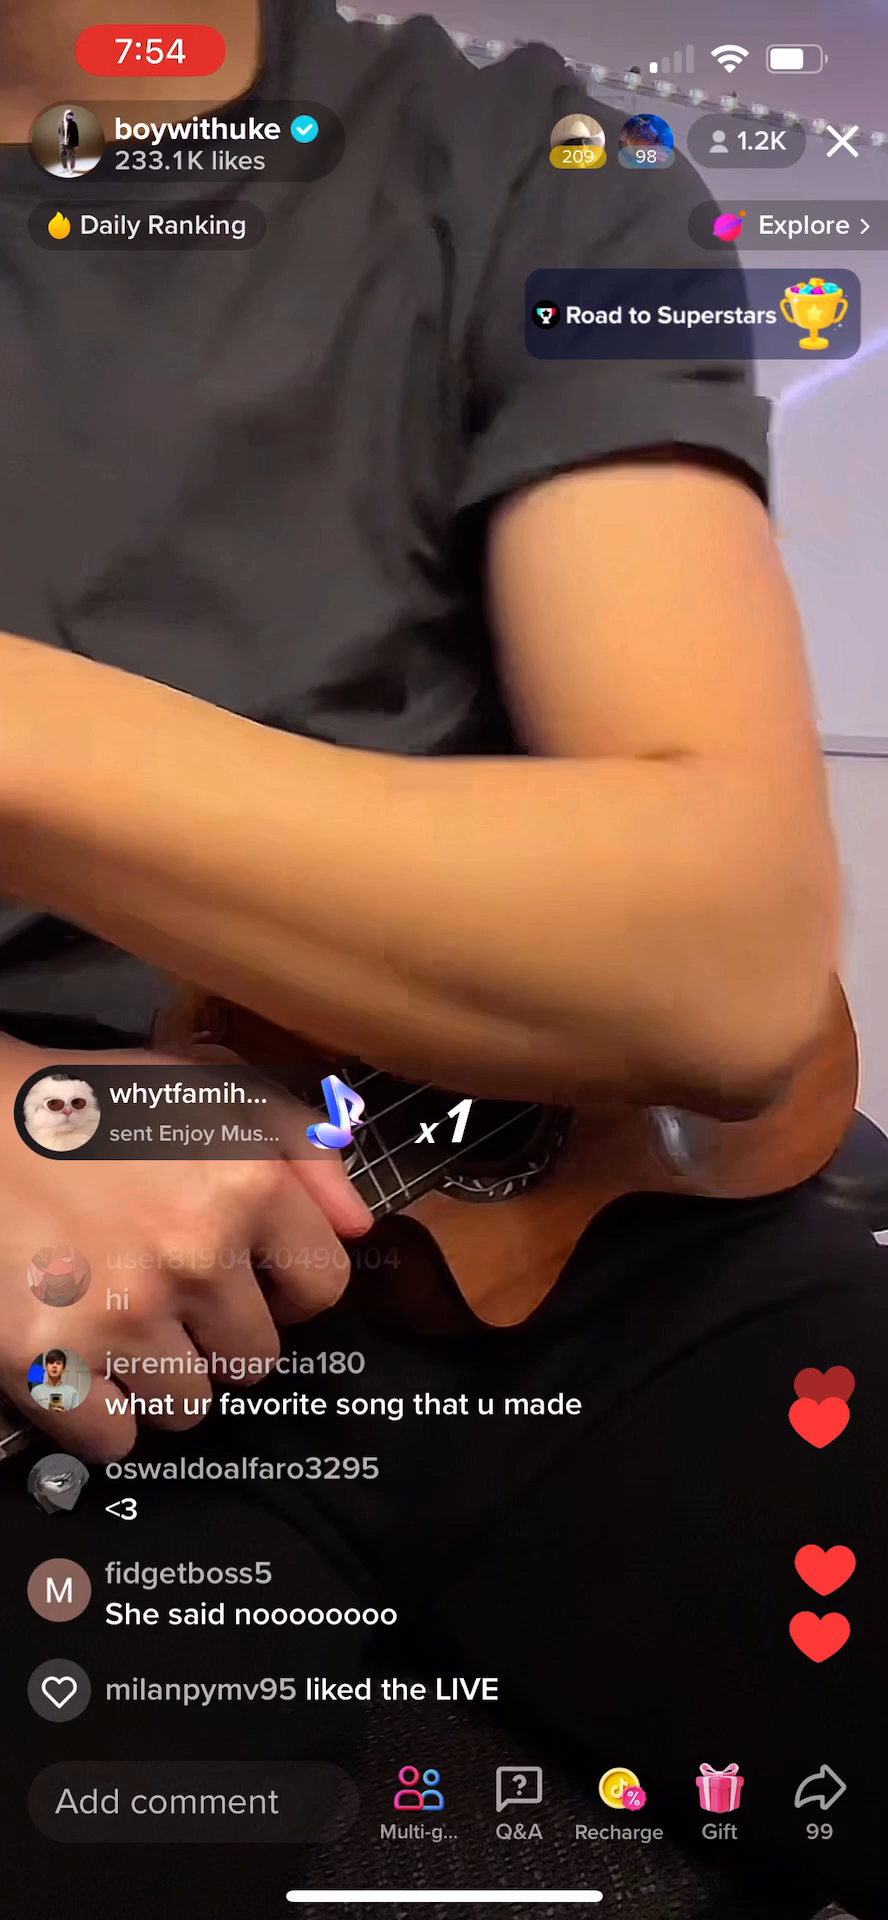 7:54
boywithuke
233.1K likes
209
98
1.2K
Daily Ranking
Explore >
Road to Superstars
whytfamih...
sent Enjoy Mus...
x1
user8190420490104
hi
jeremiahgarcia180
what ur favorite song that u made
oswaldoalfaro3295
<3
M
fidgetboss5
She said noooooooo
milanpymv95 liked the LIVE
Add comment
Multi-g...
Q&A
Recharge
Gift
99